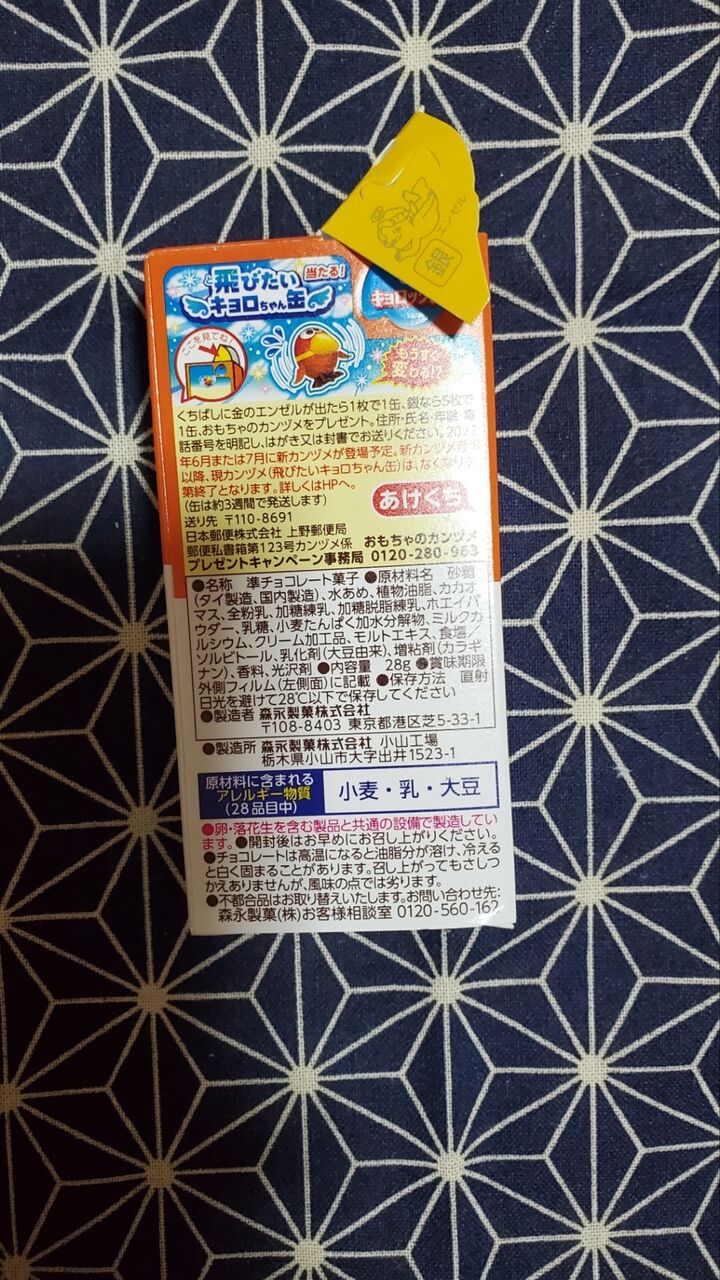 エンゼル
銀
と飛びたい
当たる!
キョロちゃん缶
キョロッ
ここを見てね!
もうすぐ
変わる!?
くちばしに金のエンゼルが出たら1枚で1缶、銀なら5枚で
1缶、おもちゃのカンヅメをプレゼント。住所・氏名・年齢・電
話番号を明記し、はがき又は封書でお送りください。
年6月または7月に新カンヅメが登場予定。新カンヅメ登場
以降、現カンヅメ(飛びたいキョロちゃん缶)は、なくなり次
第終了となります。詳しくはHPへ。
(缶は約3週間で発送します)
あけくち
送り先 〒110-8691
日本郵便株式会社 上野郵便局
郵便私書箱第123号カンヅメ係 おもちゃのカンヅメ
プレゼントキャンペーン事務局 0120-280-963
●名称 準チョコレート菓子 ●原材料名 砂糖
(タイ製造、国内製造)、水あめ、植物油脂、カカオ
マス、全粉乳、加糖練乳、加糖脱脂練乳、ホエイパ
ウダー、乳糖、小麦たんぱく加水分解物、ミルクカ
ルシウム、クリーム加工品、モルトエキス、食塩/
ソルビトール、乳化剤(大豆由来)、増粘剤(カラギ
ナン)、香料、光沢剤 ●内容量 28g ●賞味期限
外側フィルム(左側面)に記載 ●保存方法 直射
日光を避けて28℃以下で保存してください
●製造者 森永製菓株式会社
〒108-8403 東京都港区芝5-33-1
●製造所 森永製菓株式会社 小山工場
栃木県小山市大字出井1523-1
原材料に含まれる
アレルギー物質
(28品目中)
小麦・乳・大豆
●卵・落花生を含む製品と共通の設備で製造してい
ます。●開封後はお早めにお召し上がりください。
●チョコレートは高温になると油脂分が溶け、冷える
と白く固まることがあります。召し上がってもさしつ
かえありませんが、風味の点では劣ります。
●不都合品はお取り替えいたします。お問い合わせ先:
森永製菓(株)お客様相談室 0120-560-162